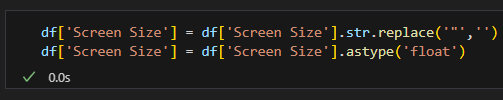 df['Screen Size'] = df['Screen Size'].str.replace('"','')
df['Screen Size'] = df['Screen Size'].astype('float')
0.0s